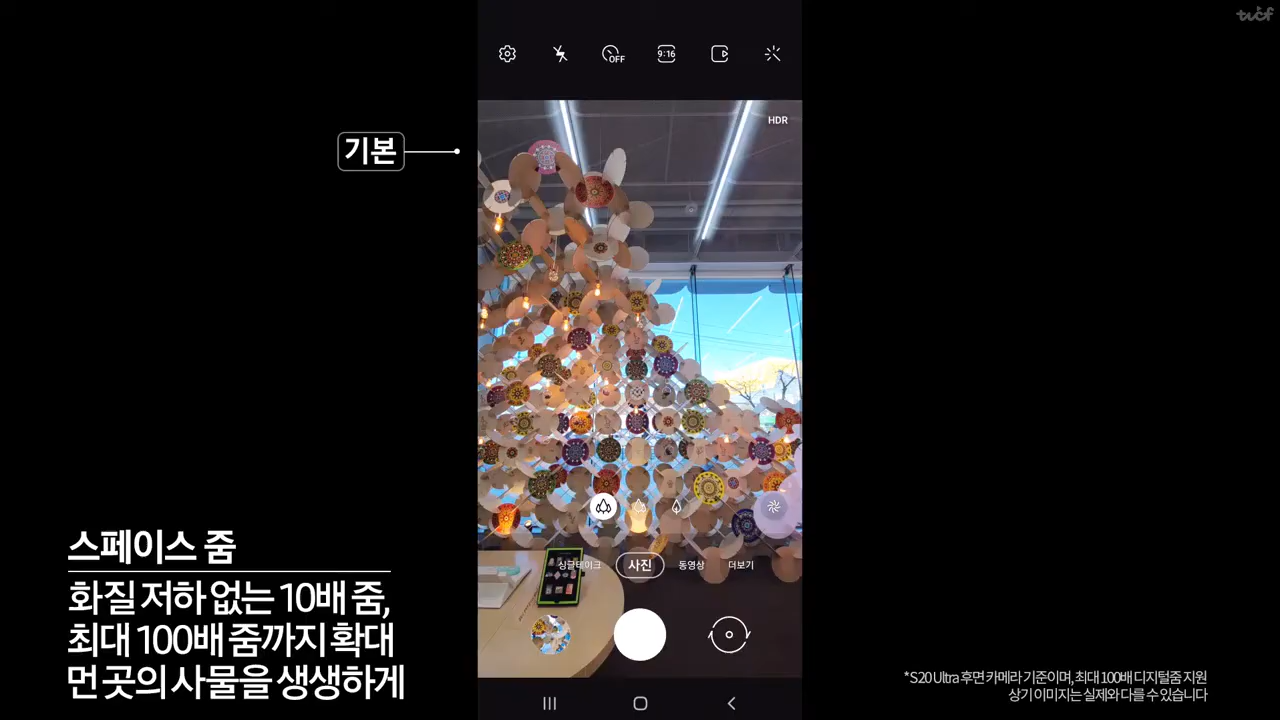 tvcf
OFF
9:16
HDR
기본
싱글테이크
사진
동영상
더보기
스페이스 줌
화질 저하 없는 10배 줌,
최대 100배 줌까지 확대
먼 곳의 사물을 생생하게
*S20 Ultra 후면 카메라 기준이며, 최대 100배 디지털줌 지원
상기 이미지는 실제와 다를 수 있습니다